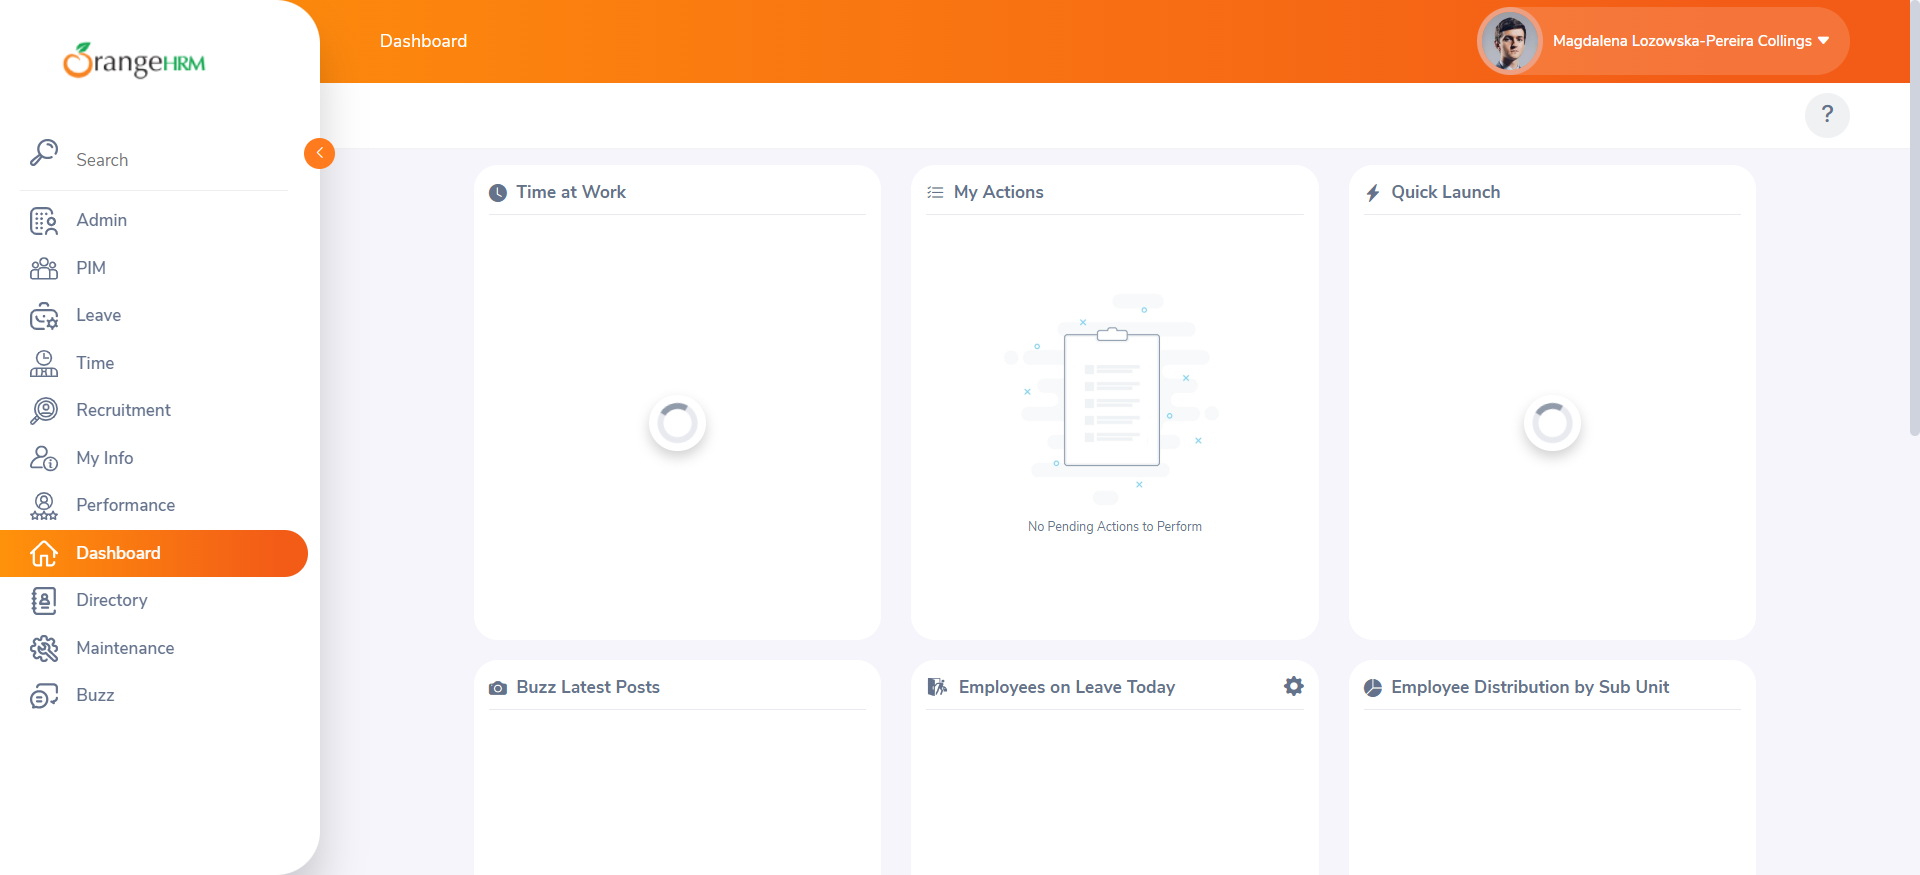 OrangeHRM
Dashboard
Magdalena Lozowska-Pereira Collings
?
Search
Admin
PIM
Leave
Time
Recruitment
My Info
Performance
Dashboard
Directory
Maintenance
Buzz
Time at Work
My Actions
No Pending Actions to Perform
Quick Launch
Buzz Latest Posts
Employees on Leave Today
Employee Distribution by Sub Unit